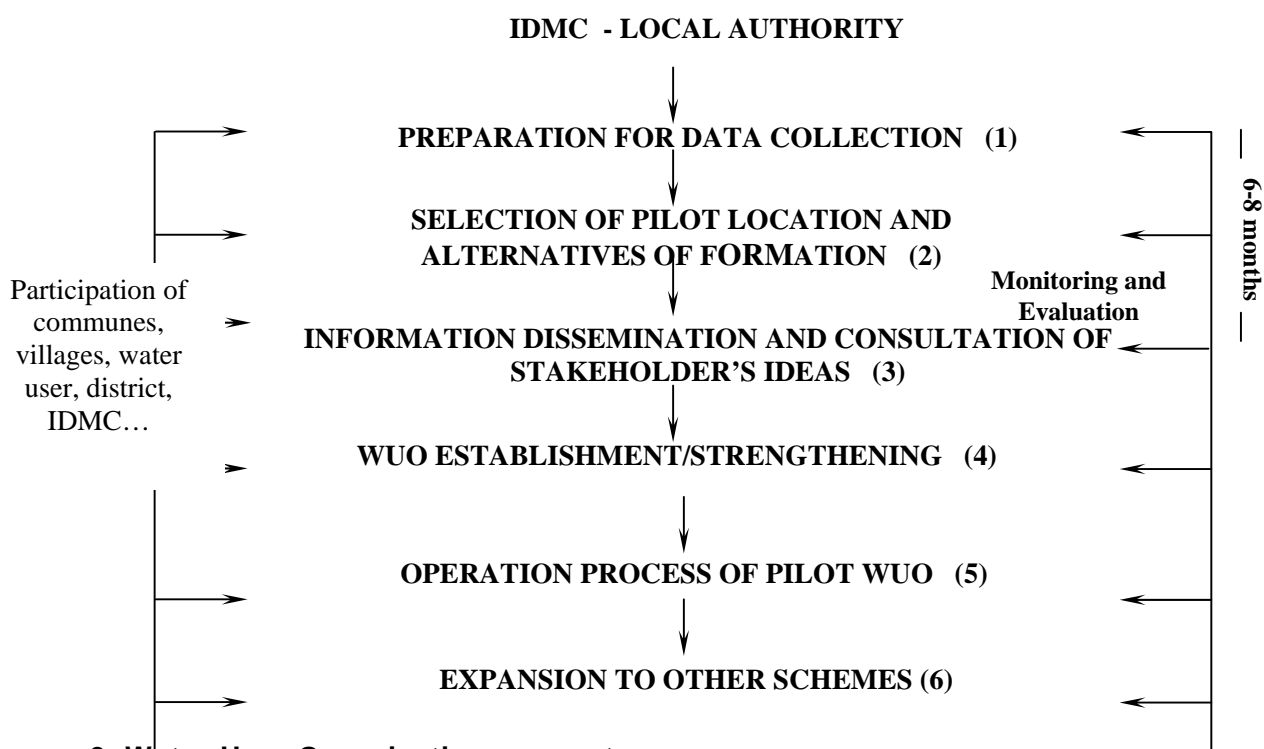 IDMC - LOCAL AUTHORITY
PREPARATION FOR DATA COLLECTION (1)
SELECTION OF PILOT LOCATION AND
ALTERNATIVES OF FORMATION (2)
6-8 months
Monitoring and
Evaluation
Participation of
communes,
villages, water
user, district,
IDMC…
INFORMATION DISSEMINATION AND CONSULTATION OF
STAKEHOLDER'S IDEAS (3)
WUO ESTABLISHMENT/STRENGTHENING (4)
OPERATION PROCESS OF PILOT WUO (5)
EXPANSION TO OTHER SCHEMES (6)